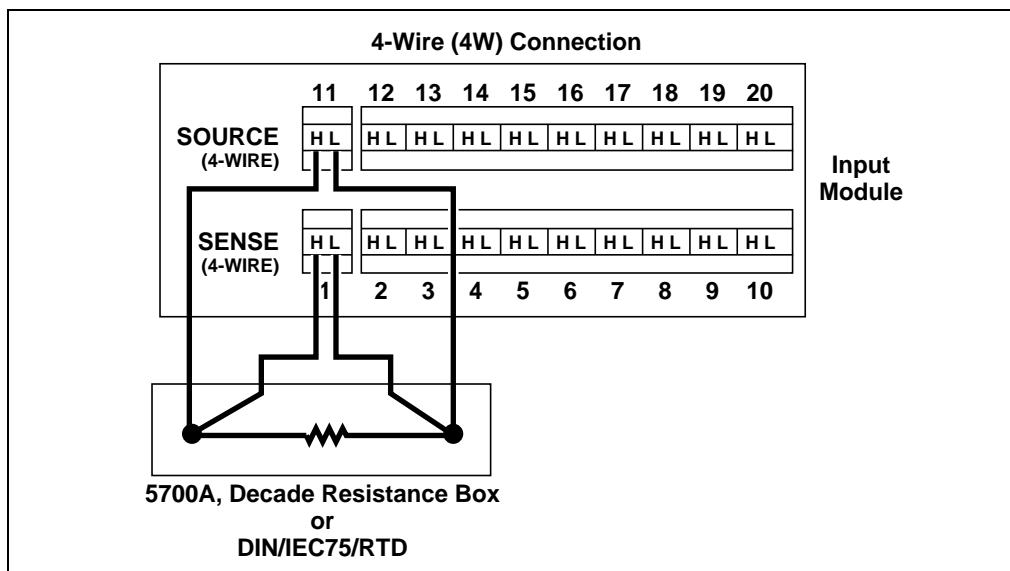 4-Wire (4W) Connection
11 12 13 14 15 16 17 18 19 20
SOURCE
(4-WIRE)
H L H L H L H L H L H L H L H L H L H L
Input
Module
SENSE
(4-WIRE)
H L H L H L H L H L H L H L H L H L H L
1 2 3 4 5 6 7 8 9 10
5700A, Decade Resistance Box
or
DIN/IEC75/RTD